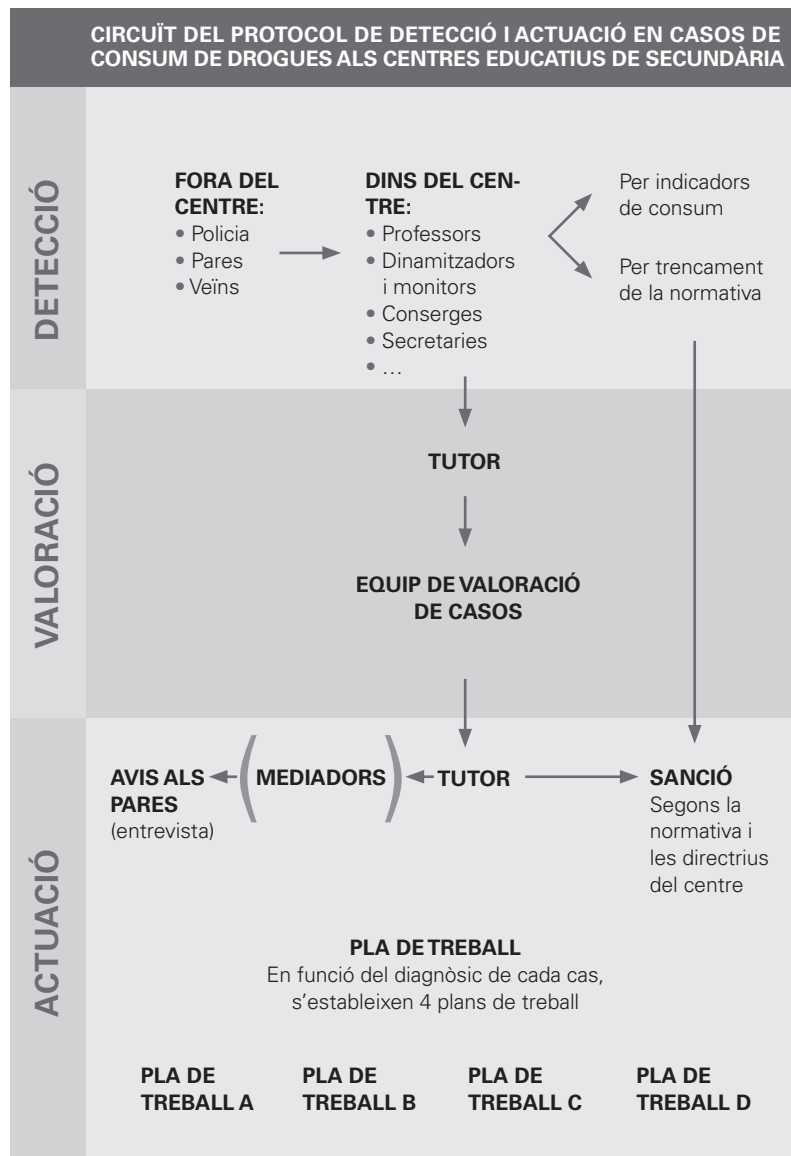 CIRCUÏT DEL PROTOCOL DE DETECCIÓ I ACTUACIÓ EN CASOS DE
CONSUM DE DROGUES ALS CENTRES EDUCATIUS DE SECUNDÀRIA
DETECCIÓ
FORA DEL
CENTRE:
• Policia
• Pares
• Veïns
DINS DEL CEN-
TRE:
• Professors
• Dinamitzadors
i monitors
• Conserges
• Secretaries
• ...
Per indicadors
de consum
Per trencament
de la normativa
VALORACIÓ
TUTOR
EQUIP DE VALORACIÓ
DE CASOS
ACTUACIÓ
AVIS ALS
PARES
(entrevista)
(MEDIADORS)
TUTOR
SANCIÓ
Segons la
normativa i
les directrius
del centre
PLA DE TREBALL
En funció del diagnòsic de cada cas,
s'estableixen 4 plans de treball
PLA DE
TREBALL A
PLA DE
TREBALL B
PLA DE
TREBALL C
PLA DE
TREBALL D